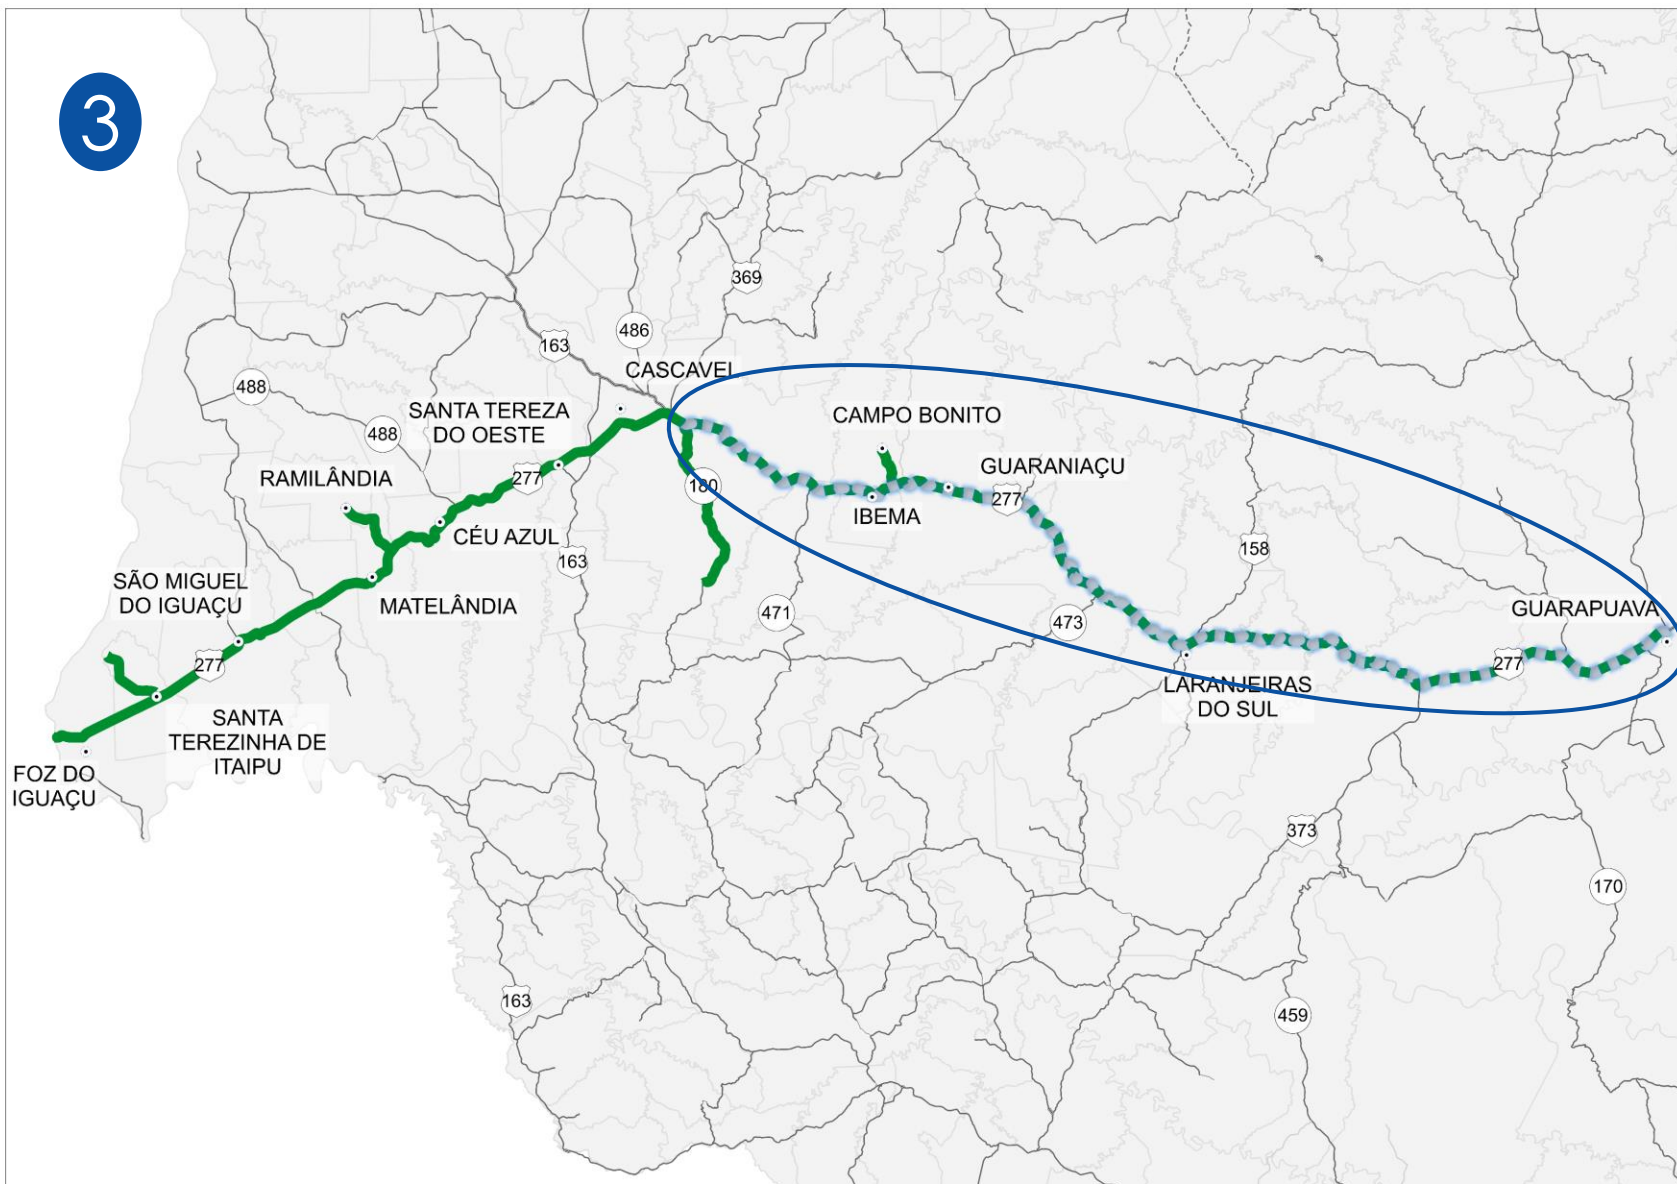 3
369
486
163
CASCAVEL
488
SANTA TEREZA
DO OESTE
CAMPO BONITO
488
GUARANIAÇU
RAMILÂNDIA
277
180
277
IBEMA
CÉU AZUL
158
163
SÃO MIGUEL
DO IGUAÇU
MATELÂNDIA
471
473
GUARAPUAVA
277
277
LARANJEIRAS
DO SUL
SANTA
TEREZINHA DE
ITAIPU
FOZ DO
IGUAÇU
373
170
163
459